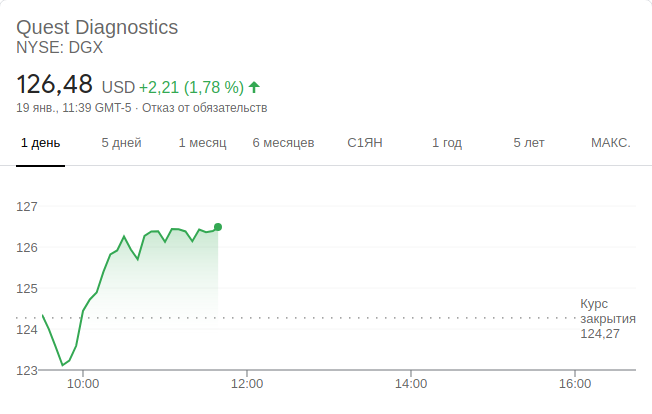 Quest Diagnostics
NYSE: DGX
126,48 USD +2,21 (1,78 %)
19 янв., 11:39 GMT-5 · Отказ от обязательств
1 день 5 дней 1 месяц 6 месяцев С1ЯН 1 год 5 лет МАКС.
127
126
125
124
123
Курс
закрытия
124,27
10:00 12:00 14:00 16:00